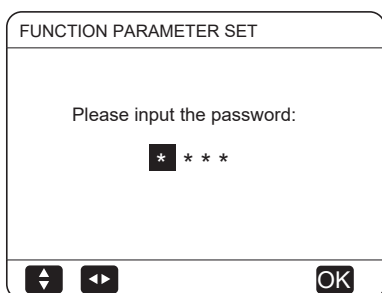 FUNCTION PARAMETER SET
Please input the password:
* * * *
OK